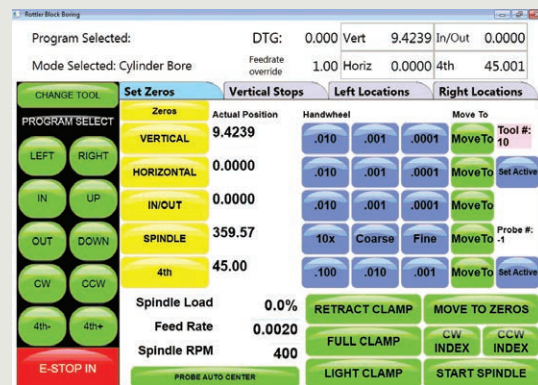 Rottler Block Boring
Program Selected: DTG: 0.000 Vert 9.4239 In/Out 0.0000
Mode Selected: Cylinder Bore Feedrate override 1.00 Horiz 0.0000 4th 45.001
CHANGE TOOL Set Zeros Vertical Stops Left Locations Right Locations
PROGRAM SELECT Zeros Actual Position Handwheel Move To
VERTICAL 9.4239 .010 .001 .0001 MoveTo Tool #: 10
LEFT RIGHT
HORIZONTAL 0.0000 .010 .001 .0001 MoveTo Set Active
IN UP
IN/OUT 0.0000 .010 .001 .0001 MoveTo
OUT DOWN
SPINDLE 359.57 10x Coarse Fine MoveTo Probe #: -1
CW CCW
4th 45.00 .100 .010 .001 MoveTo Set Active
Spindle Load 0.0% RETRACT CLAMP MOVE TO ZEROS
4th- 4th+
Feed Rate 0.0020
FULL CLAMP CW INDEX CCW INDEX
Spindle RPM 400
E-STOP IN
PROBE AUTO CENTER LIGHT CLAMP START SPINDLE